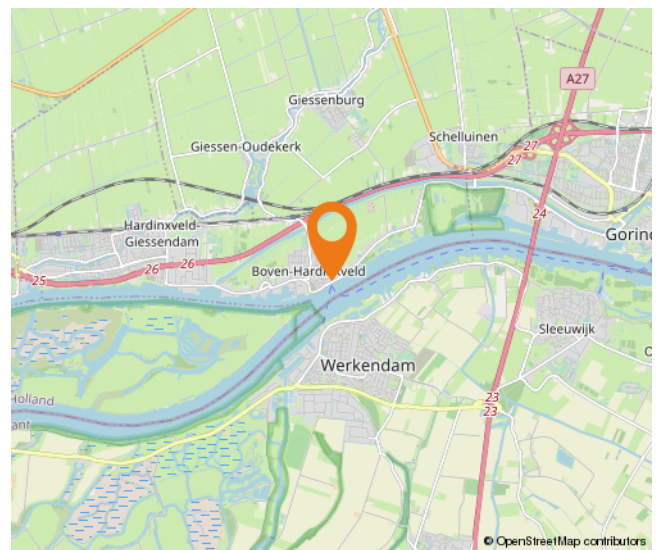 A27
Giessenburg
Schelluinen
Giessen-Oudekerk
27
27
24
Hardinxveld-
Giessendam
Gorin
26
26
25
Boven-Hardinxveld
Sleeuwijk
Werkendam
Holland
ant
23
23
© OpenStreetMap contributors